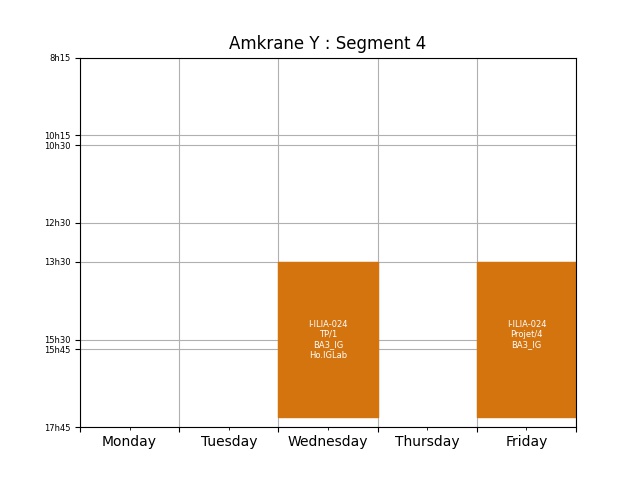 Amkrane Y : Segment 4
8h15
10h15
10h30
12h30
13h30
15h30
15h45
17h45
I-ILIA-024
TP/1
BA3_IG
Ho.IGLab
I-ILIA-024
Projet/4
BA3_IG
Monday
Tuesday
Wednesday
Thursday
Friday